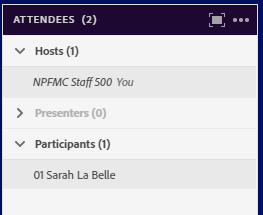 ATTENDEES (2)
Hosts (1)
NPFMC Staff 500 You
Presenters (0)
Participants (1)
01 Sarah La Belle